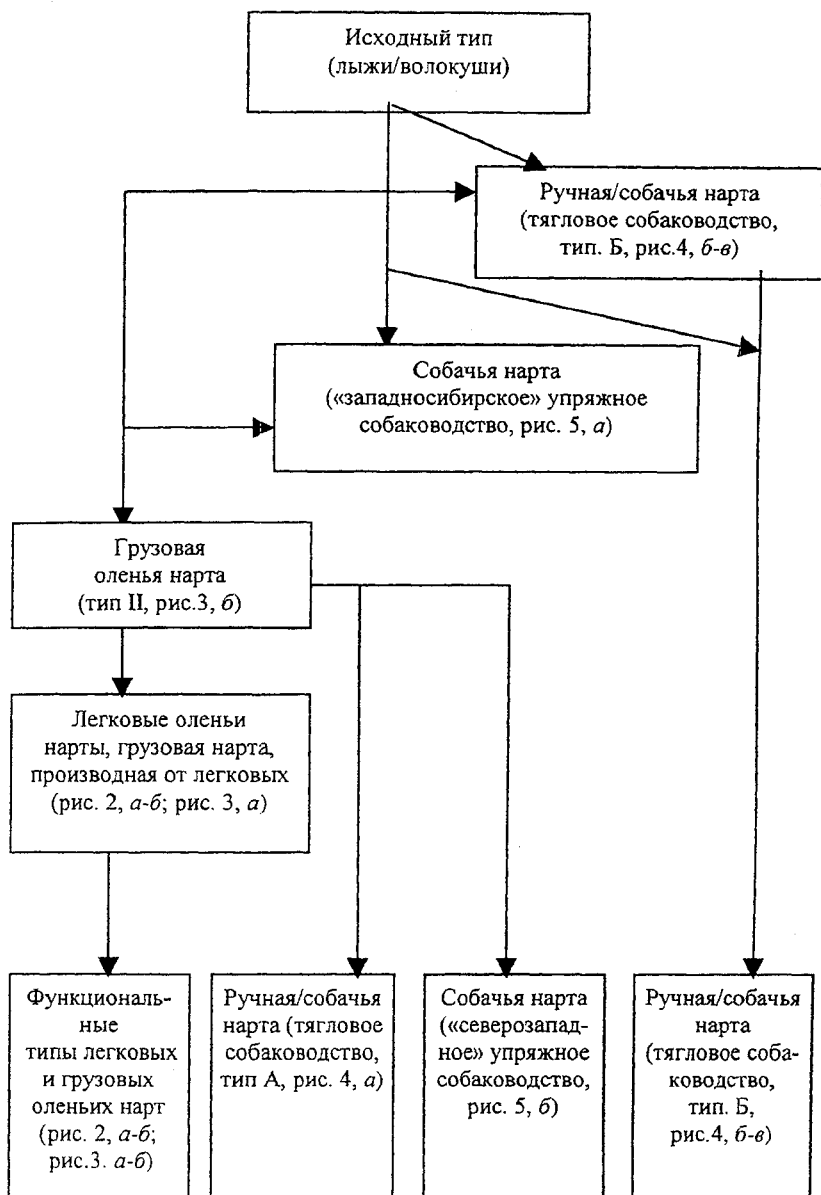 Исходный тип
(лыжи/волокуши)
Ручная/собачья нарта
(тягловое собаководство,
тип. Б, рис.4, б-в)
Собачья нарта
(«западносибирское» упряжное
собаководство, рис. 5, а)
Грузовая
оленья нарта
(тип II, рис.3, б)
Легковые оленьи
нарты, грузовая нарта,
производная от легковых
(рис. 2, а-б; рис. 3, а)
Функциональ-
ные
типы легковых
и грузовых
оленьих нарт
(рис. 2, а-б;
рис.3. а-б)
Ручная/собачья
нарта (тягловое
собаководство,
тип А, рис. 4, а)
Собачья нарта
(«северозапад-
ное» упряжное
собаководство,
рис. 5, б)
Ручная/собачья
нарта
(тягловое соба-
ководство,
тип. Б,
рис.4, б-в)